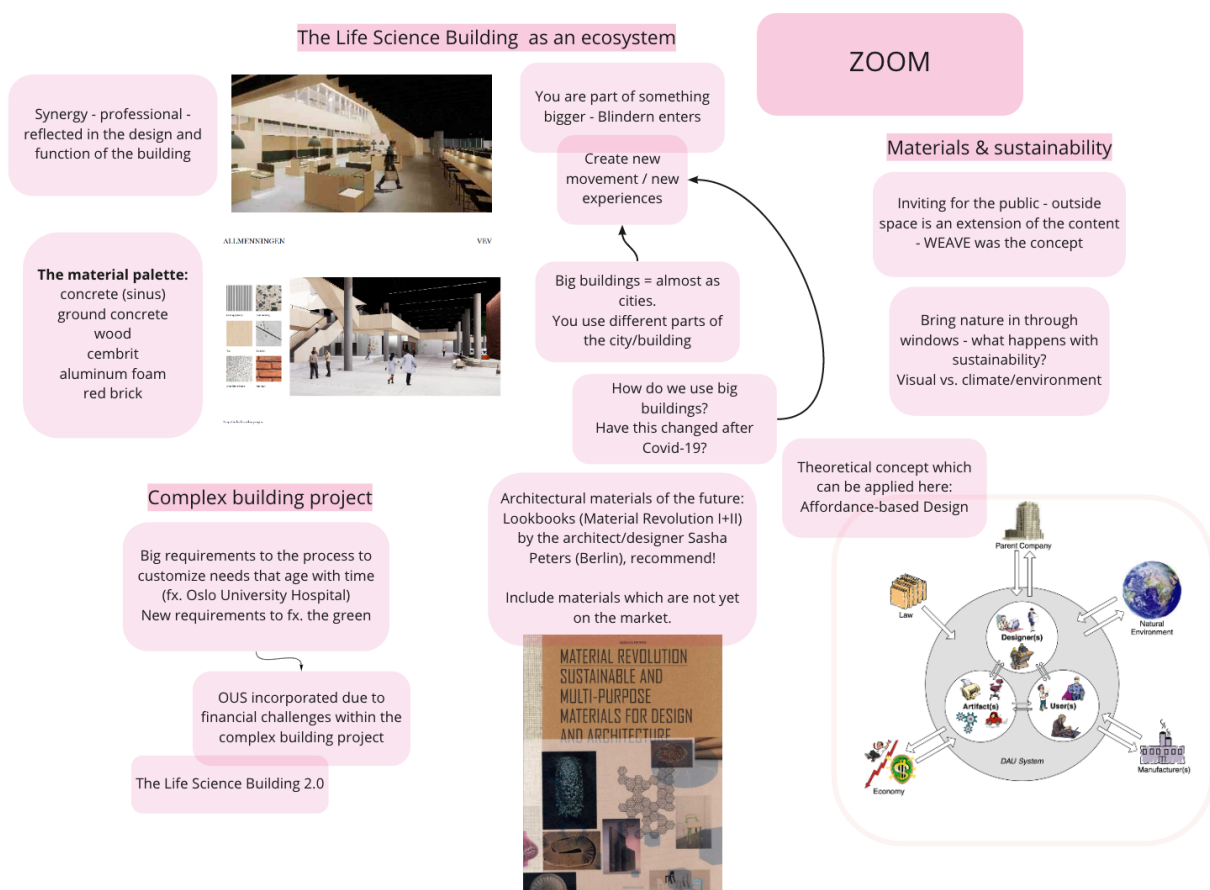 The Life Science Building as an ecosystem
ZOOM
Synergy - professional -
reflected in the design and
function of the building
You are part of something
bigger - Blindern enters
Create new
movement / new
experiences
Materials & sustainability
Inviting for the public - outside
space is an extension of the content
- WEAVE was the concept
ALLMENNINGEN
VEV
The material palette:
concrete (sinus)
ground concrete
wood
cembrit
aluminum foam
red brick
Big buildings = almost as
cities.
You use different parts of
the city/building
Bring nature in through
windows - what happens with
sustainability?
Visual vs. climate/environment
How do we use big
buildings?
Have this changed after
Covid-19?
Theoretical concept which
can be applied here:
Affordance-based Design
Complex building project
Big requirements to the process to
customize needs that age with time
(fx. Oslo University Hospital)
New requirements to fx. the green
OUS incorporated due to
financial challenges within the
complex building project
The Life Science Building 2.0
Architectural materials of the future:
Lookbooks (Material Revolution I+II)
by the architect/designer Sasha
Peters (Berlin), recommend!
Include materials which are not yet
on the market.
MATERIAL REVOLUTION
SUSTAINABLE AND
MULTI-PURPOSE
MATERIALS FOR DESIGN
AND ARCHITECTURE
Parent Company
Law
Natural
Environment
Designer(s)
Artifact(s)
User(s)
DAU System
Manufacturer(s)
Economy